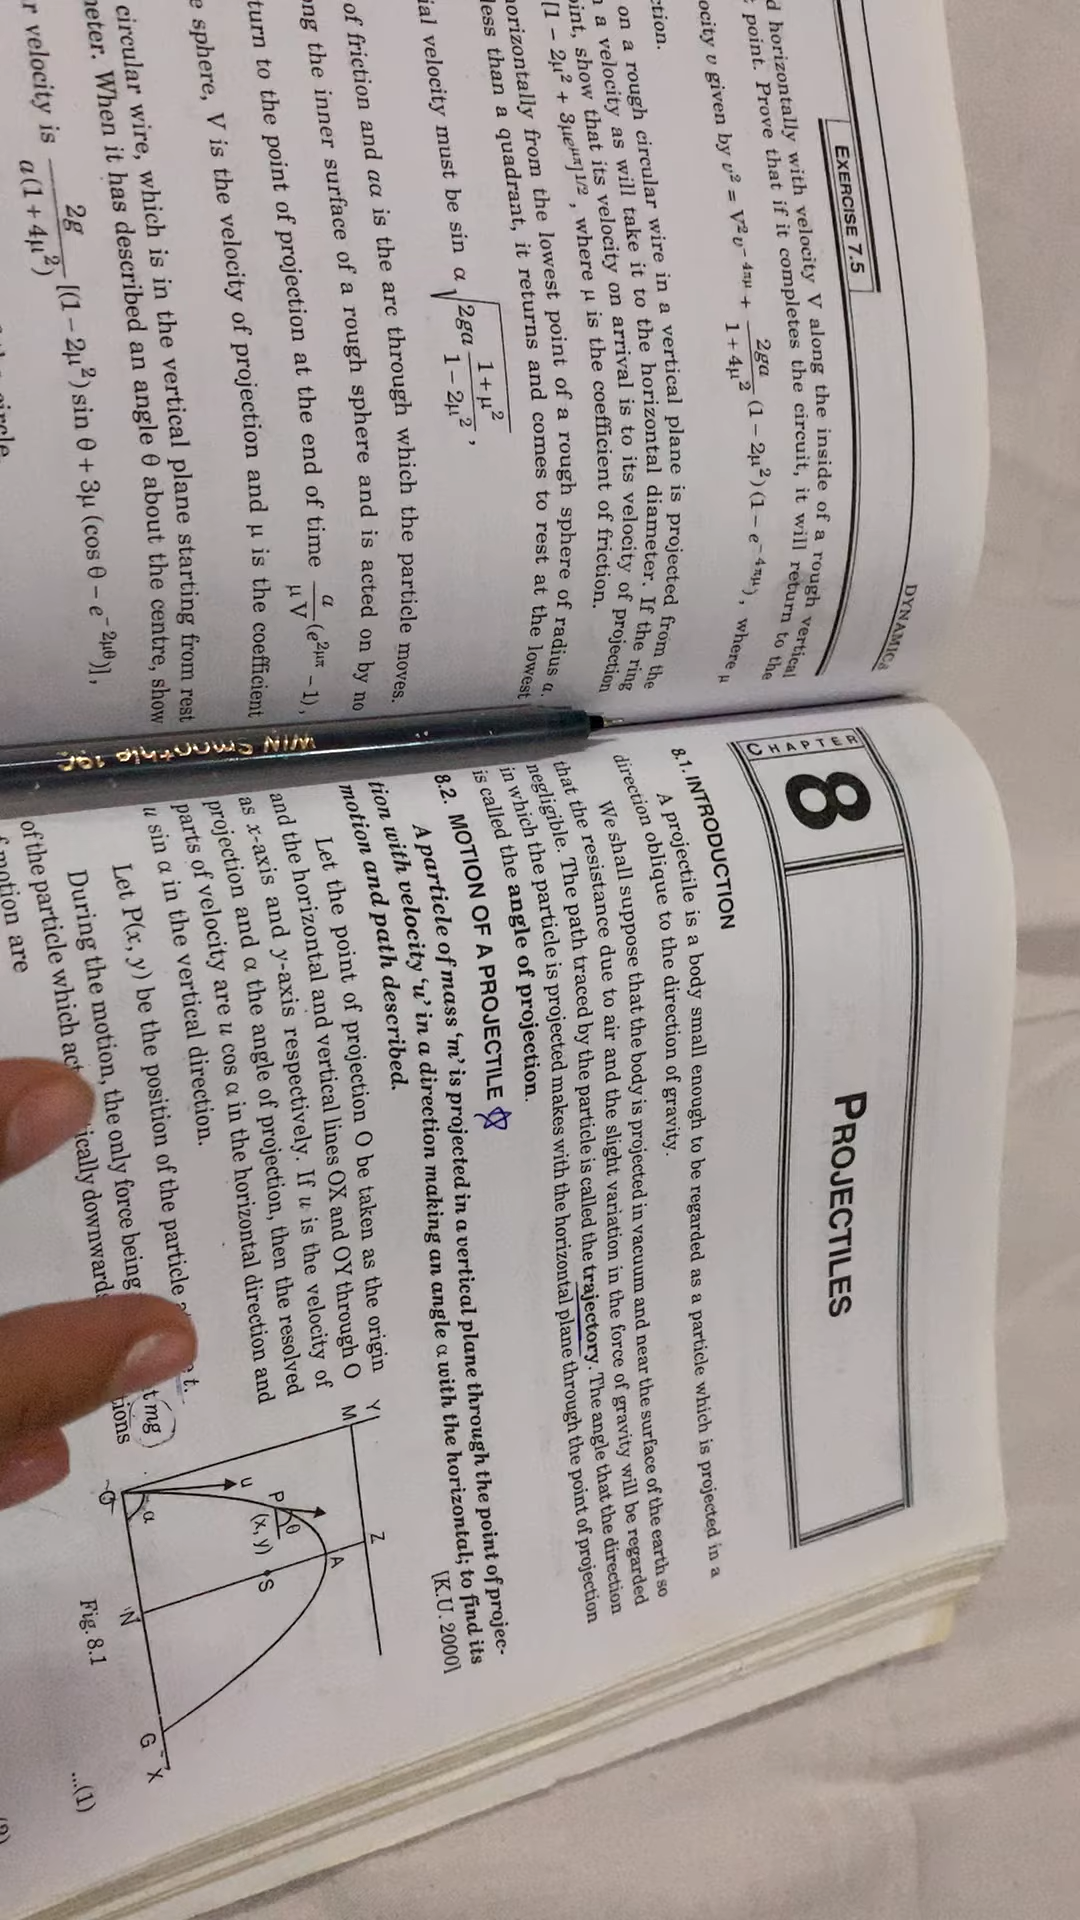 DYNAMICS
EXERCISE 7.5
d horizontally with velocity V along the inside of a rough vertical
point. Prove that if it completes the circuit, it will return to the
ocity v given by v² = V²v⁻⁴πμ + 2ga/(1 + 4μ²) (1 − 2μ²) (1 − e⁻⁴πμ), where μ
ction.
on a rough circular wire in a vertical plane is projected from the
a velocity as will take it to the horizontal diameter. If the ring
int, show that its velocity on arrival is to its velocity of projection
[1 − 2μ² + 3μe^μπ]^1/2, where μ is the coefficient of friction.
orizontally from the lowest point of a rough sphere of radius a.
less than a quadrant, it returns and comes to rest at the lowest
ial velocity must be sin α √(2ga (1 + μ²)/(1 − 2μ²)),
of friction and aα is the arc through which the particle moves.
ng the inner surface of a rough sphere and is acted on by no
turn to the point of projection at the end of time a/(μV) (e^2μπ − 1),
e sphere, V is the velocity of projection and μ is the coefficient
circular wire, which is in the vertical plane starting from rest
neter. When it has described an angle θ about the centre, show
r velocity is 2g/(a(1 + 4μ²)) [(1 − 2μ²) sin θ + 3μ (cos θ − e^−2μθ)],
circle
CHAPTER
8
PROJECTILES
8.1. INTRODUCTION
A projectile is a body small enough to be regarded as a particle which is projected in a
direction oblique to the direction of gravity.
We shall suppose that the body is projected in vacuum and near the surface of the earth so
that the resistance due to air and the slight variation in the force of gravity will be regarded
negligible. The path traced by the particle is called the trajectory. The angle that the direction
in which the particle is projected makes with the horizontal plane through the point of projection
is called the angle of projection.
8.2. MOTION OF A PROJECTILE
A particle of mass ‘m’ is projected in a vertical plane through the point of projec-
tion with velocity ‘u’ in a direction making an angle α with the horizontal; to find its
motion and path described. [K.U. 2000]
Let the point of projection O be taken as the origin
and the horizontal and vertical lines OX and OY through O
as x-axis and y-axis respectively. If u is the velocity of
projection and α the angle of projection, then the resolved
parts of velocity are u cos α in the horizontal direction and
u sin α in the vertical direction.
Let P(x, y) be the position of the particle t.
During the motion, the only force being t mg
of the particle which act ically downwards
motion are
...(1)
Y
M
Z
A
u
P
θ
(x, y)
S
α
O
N
G
X
Fig. 8.1
WIN